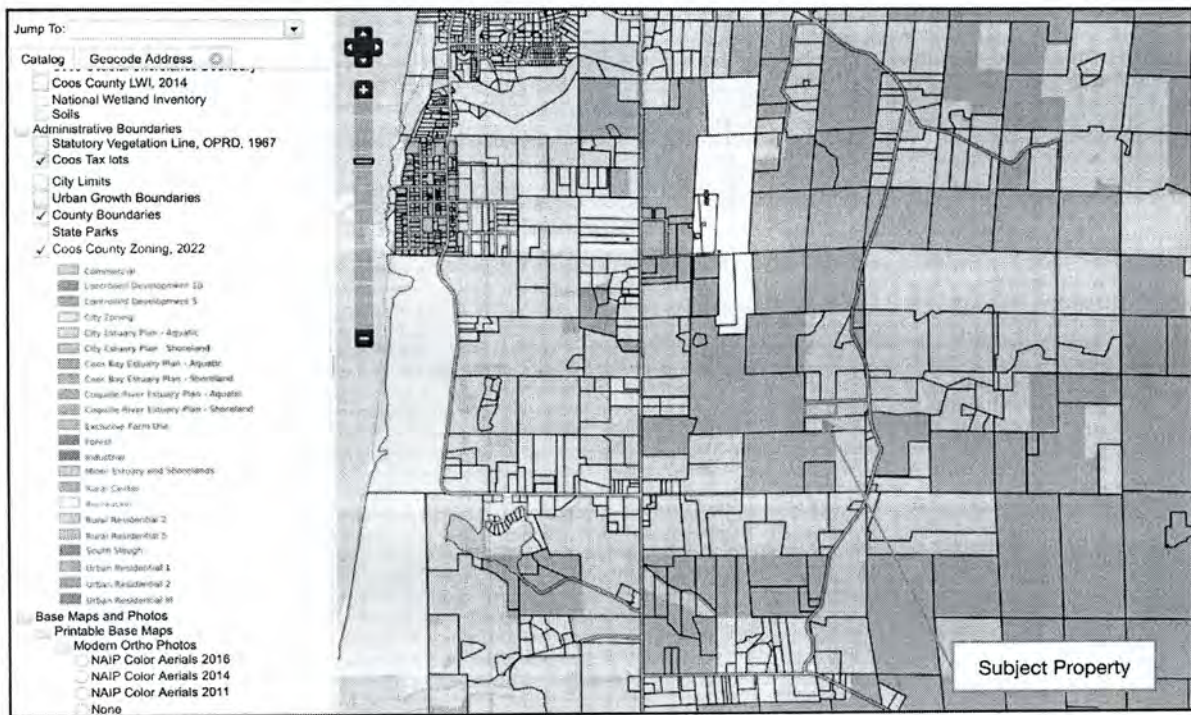 Jump To:
Catalog Geocode Address
Coos County LWI, 2014
National Wetland Inventory
Soils
Administrative Boundaries
Statutory Vegetation Line, OPRD, 1967
Coos Tax lots
City Limits
Urban Growth Boundaries
County Boundaries
State Parks
Coos County Zoning, 2022
Commercial
Controlled Development 10
Controlled Development 5
City Zoning
City Estuary Plan - Aquatic
City Estuary Plan - Shoreland
Coos Bay Estuary Plan - Aquatic
Coos Bay Estuary Plan - Shoreland
Coquille River Estuary Plan - Aquatic
Coquille River Estuary Plan - Shoreland
Exclusive Farm Use
Forest
Industrial
Minor Estuary and Shorelands
Rural Center
Recreation
Rural Residential 2
Rural Residential 5
South Slough
Urban Residential 1
Urban Residential 2
Urban Residential M
Base Maps and Photos
Printable Base Maps
Modern Ortho Photos
NAIP Color Aerials 2016
NAIP Color Aerials 2014
NAIP Color Aerials 2011
None
Subject Property